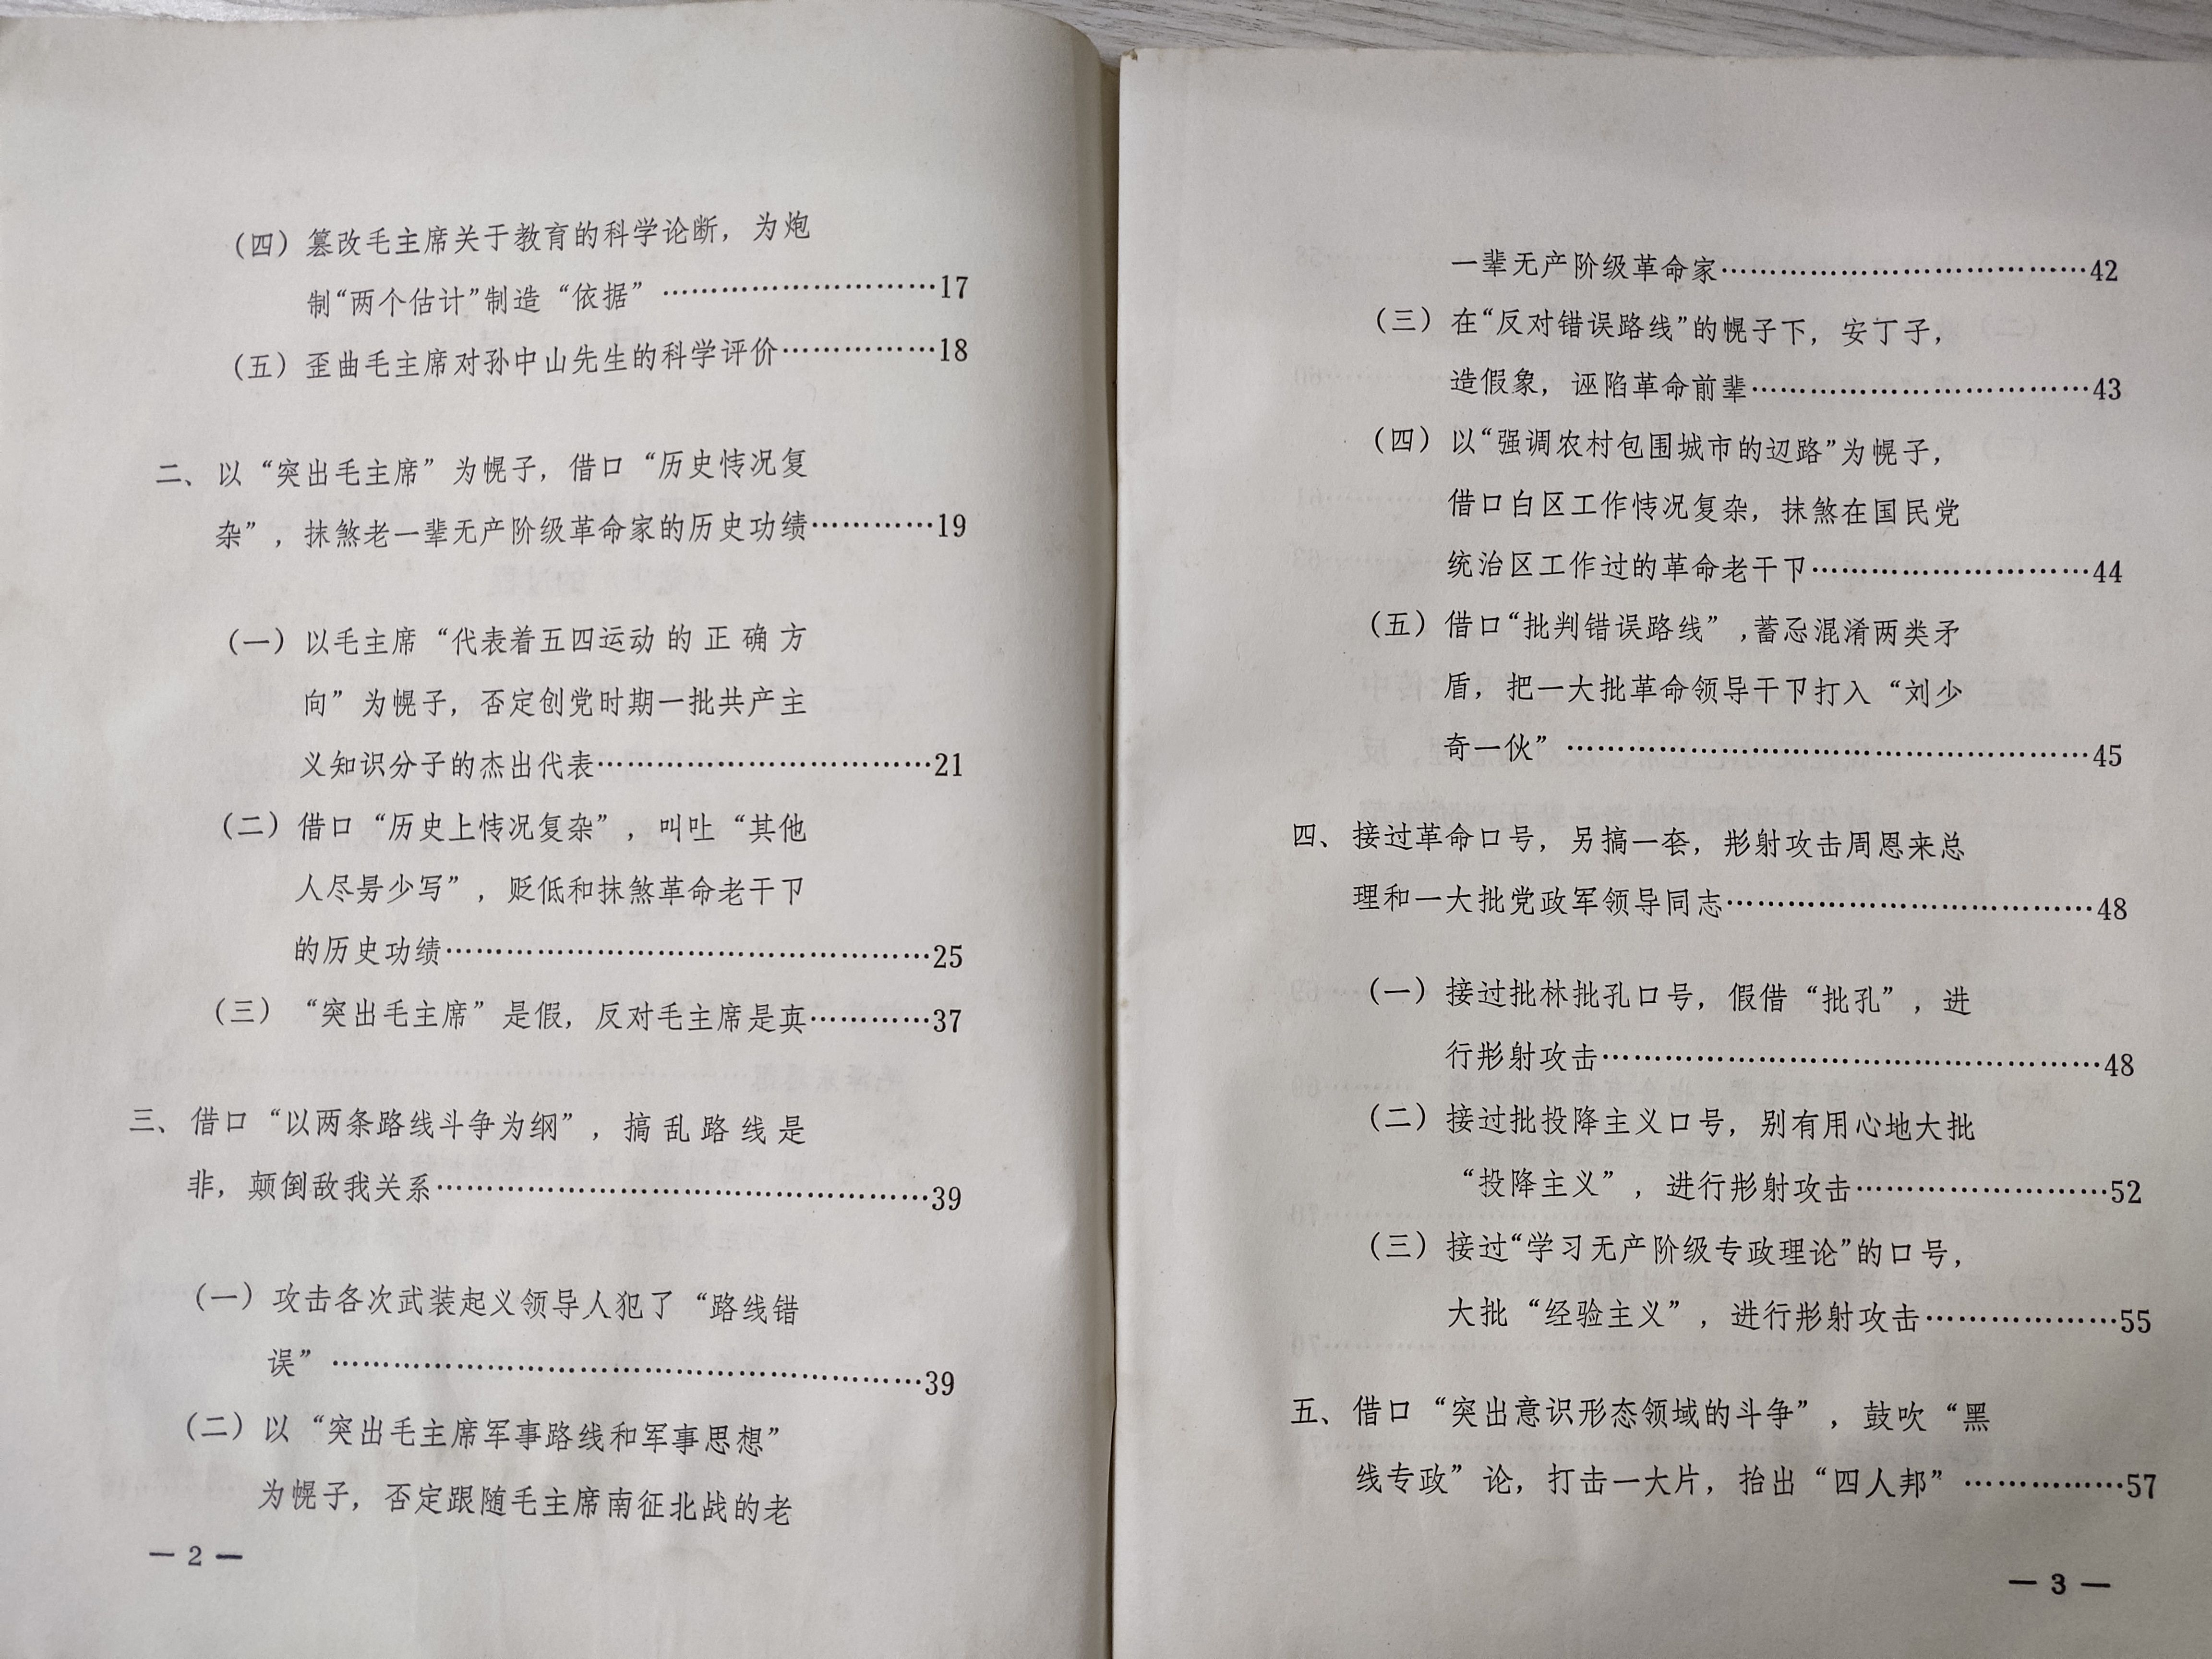 (四) 篡改毛主席关于教育的科学论断，为炮
制“两个估计”制造“依据”…………………………17
(五) 歪曲毛主席对孙中山先生的科学评价……………18
二、以“突出毛主席”为幌子，借口“历史情况复
杂”，抹煞老一辈无产阶级革命家的历史功绩…………19
(一) 以毛主席“代表着五四运动的正确方
向”为幌子，否定创党时期一批共产主
义知识分子的杰出代表………………………………21
(二) 借口“历史上情况复杂”，叫吐“其他
人尽量少写”，贬低和抹煞革命老干卩
的历史功绩……………………………………………25
(三) “突出毛主席”是假，反对毛主席是真…………37
三、借口“以两条路线斗争为纲”，搞乱路线是
非，颠倒敌我关系……………………………………………39
(一) 攻击各次武装起义领导人犯了“路线错
误”………………………………………………………39
(二) 以“突出毛主席军事路线和军事思想”
为幌子，否定跟随毛主席南征北战的老
— 2 —
一辈无产阶级革命家…………………………………42
(三) 在“反对错误路线”的幌子下，安丁子，
造假象，诬陷革命前辈………………………………43
(四) 以“强调农村包围城市的辺路”为幌子，
借口白区工作情况复杂，抹煞在国民党
统治区工作过的革命老干卩…………………………44
(五) 借口“批判错误路线”，蓄意混淆两类矛
盾，把一大批革命领导干卩打入“刘少
奇一伙”………………………………………………45
四、接过革命口号，另搞一套，影射攻击周恩来总
理和一大批党政军领导同志…………………………………48
(一) 接过批林批孔口号，假借“批孔”，进
行影射攻击……………………………………………48
(二) 接过批投降主义口号，别有用心地大批
“投降主义”，进行影射攻击………………………52
(三) 接过“学习无产阶级专政理论”的口号，
大批“经验主义”，进行影射攻击…………………55
五、借口“突出意识形态领域的斗争”，鼓吹“黑
线专政”论，打击一大片，抬出“四人邦”……………57
— 3 —